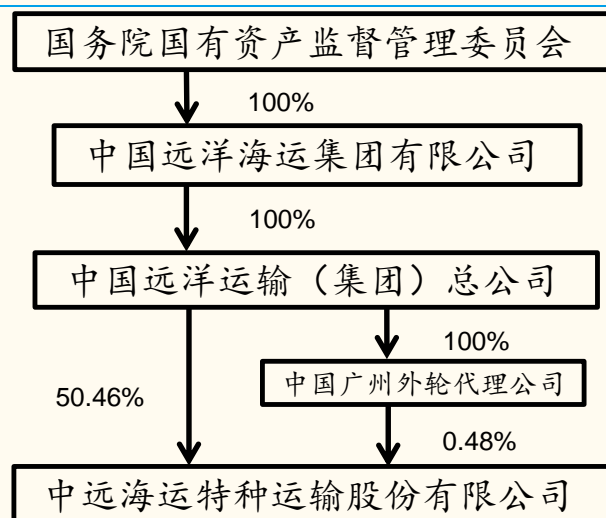 国务院国有资产监督管理委员会
100%
中国远洋海运集团有限公司
100%
中国远洋运输（集团）总公司
100%
中国广州外轮代理公司
50.46%
0.48%
中远海运特种运输股份有限公司